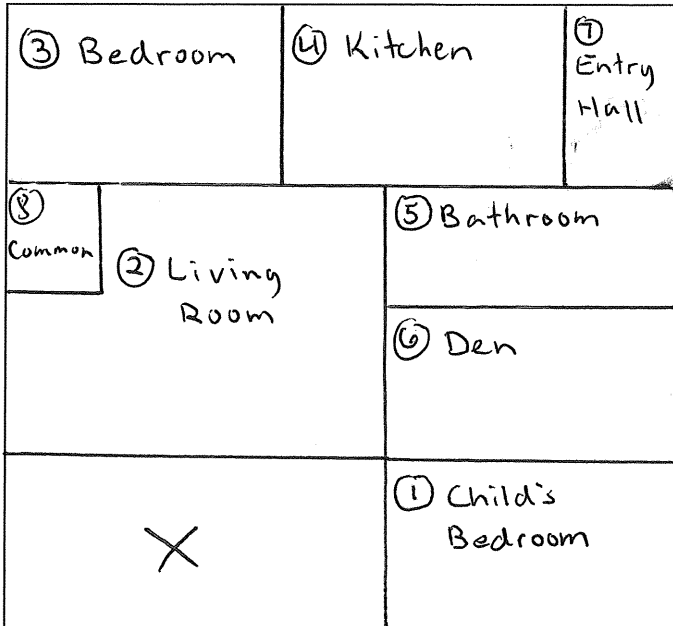 ③ Bedroom
④ Kitchen
⑦
Entry
Hall
⑧
Common
② Living
Room
⑤ Bathroom
⑥ Den
① Child's
Bedroom
X